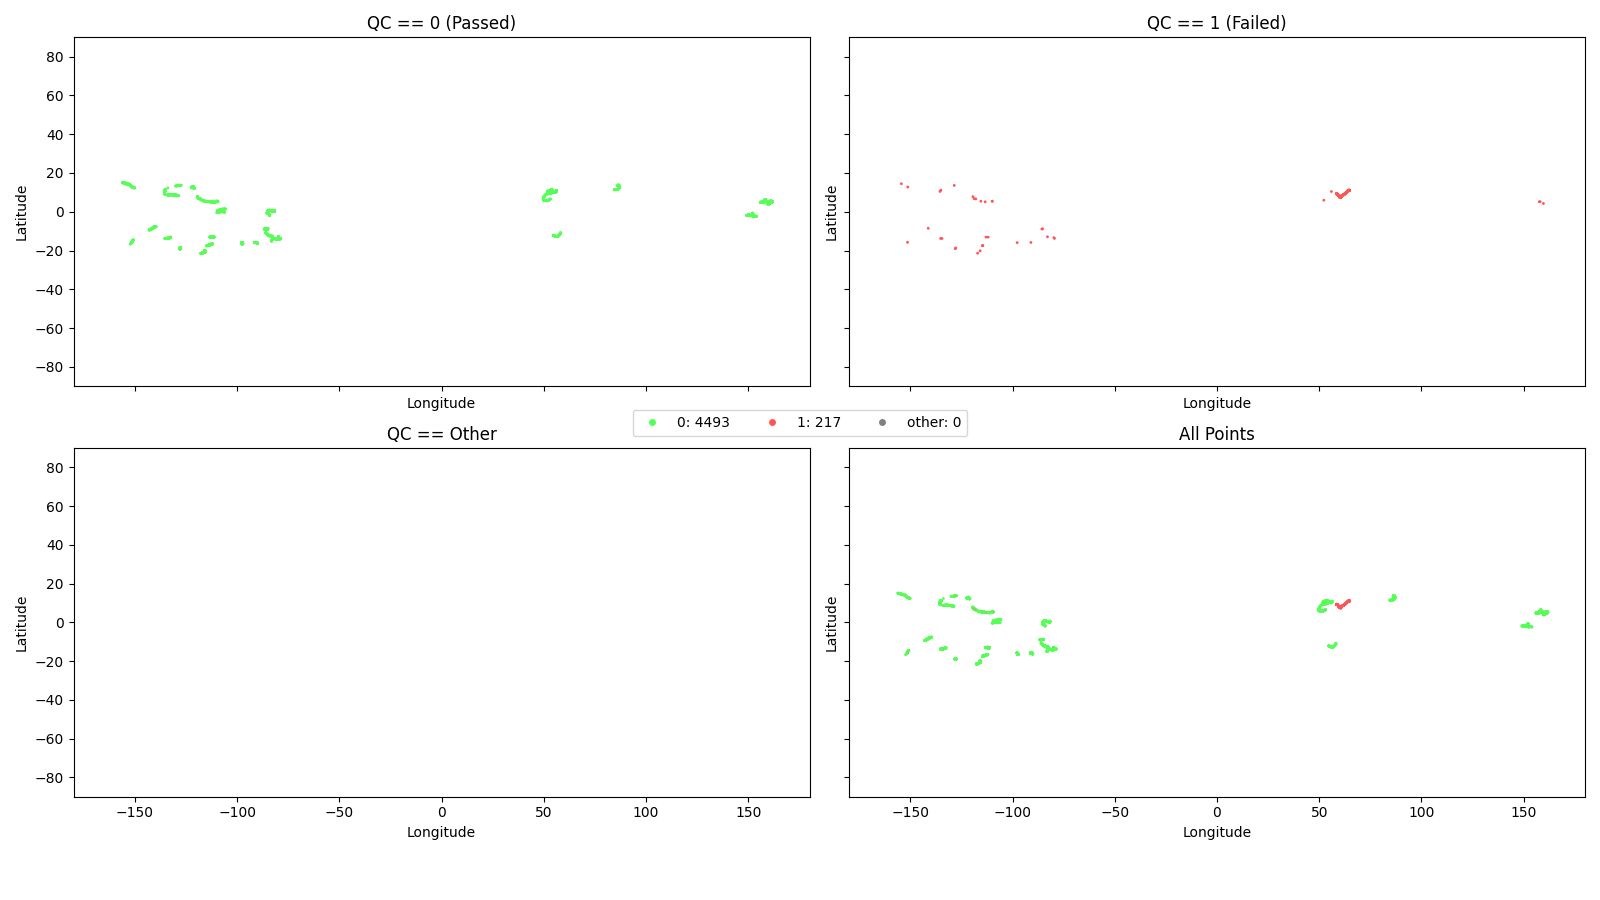 QC == 0 (Passed)
QC == 1 (Failed)
80
60
40
20
0
−20
−40
−60
−80
Latitude
Latitude
Longitude
Longitude
0: 4493
1: 217
other: 0
QC == Other
All Points
80
60
40
20
0
−20
−40
−60
−80
Latitude
Latitude
−150
−100
−50
0
50
100
150
−150
−100
−50
0
50
100
150
Longitude
Longitude